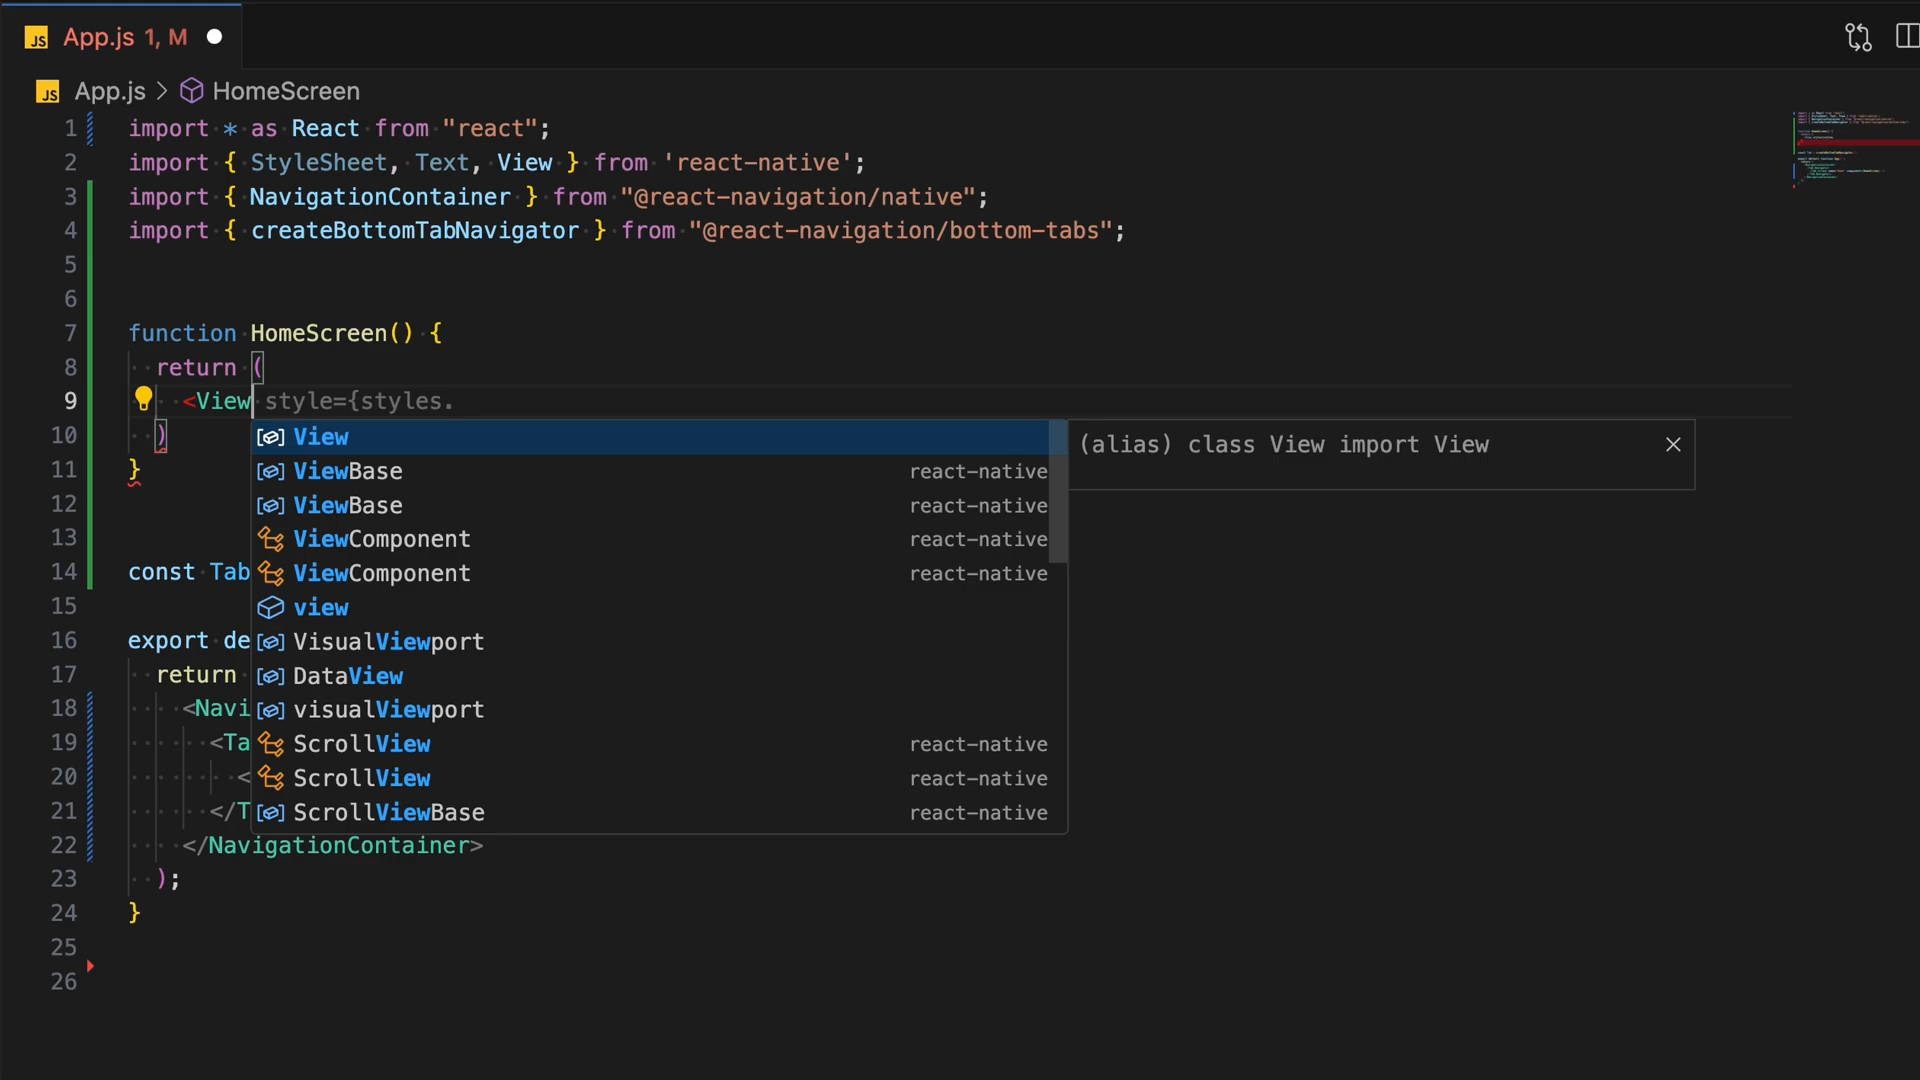 JS App.js 1, M
JS App.js > HomeScreen
1 import * as React from "react";
2 import { StyleSheet, Text, View } from 'react-native';
3 import { NavigationContainer } from "@react-navigation/native";
4 import { createBottomTabNavigator } from "@react-navigation/bottom-tabs";
5
6
7 function HomeScreen() {
8 return (
9 <View style={styles.
10 )
11 }
12
13
14 const Tab
15
16 export de
17 return
18 <Navi
19 <Ta
20 <
21 </T
22 </NavigationContainer>
23 );
24 }
25
26
View
ViewBase react-native
ViewBase react-native
ViewComponent react-native
ViewComponent react-native
view
VisualViewport
DataView
visualViewport
ScrollView react-native
ScrollView react-native
ScrollViewBase react-native
(alias) class View import View